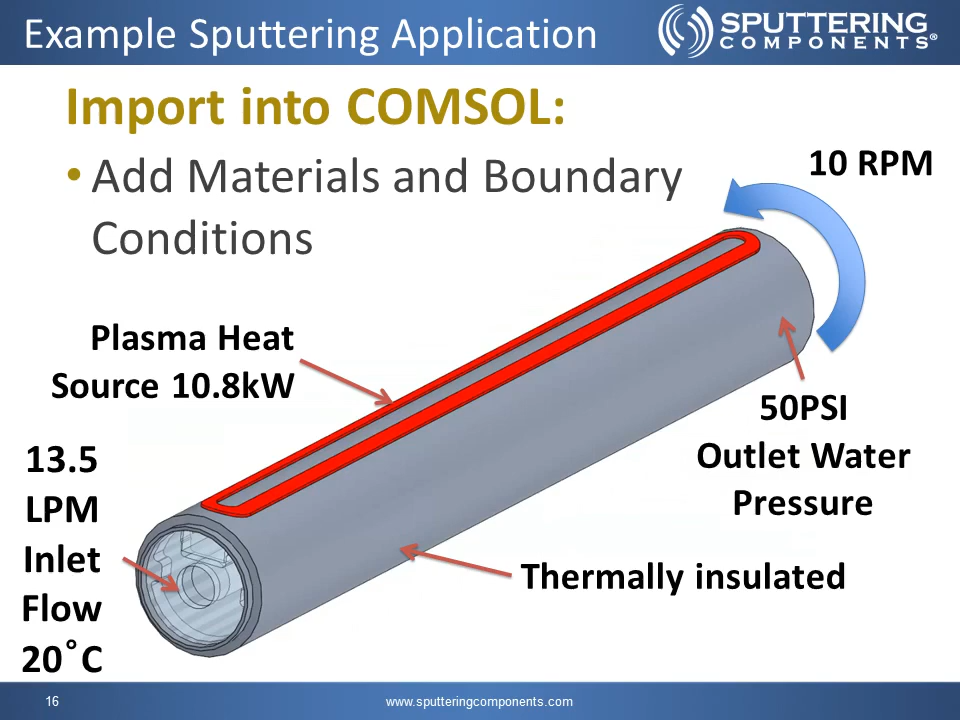 Example Sputtering Application
SPUTTERING
COMPONENTS®
Import into COMSOL:
• Add Materials and Boundary
Conditions
10 RPM
Plasma Heat
Source 10.8kW
50PSI
Outlet Water
Pressure
13.5
LPM
Inlet
Flow
20˚C
Thermally insulated
16
www.sputteringcomponents.com